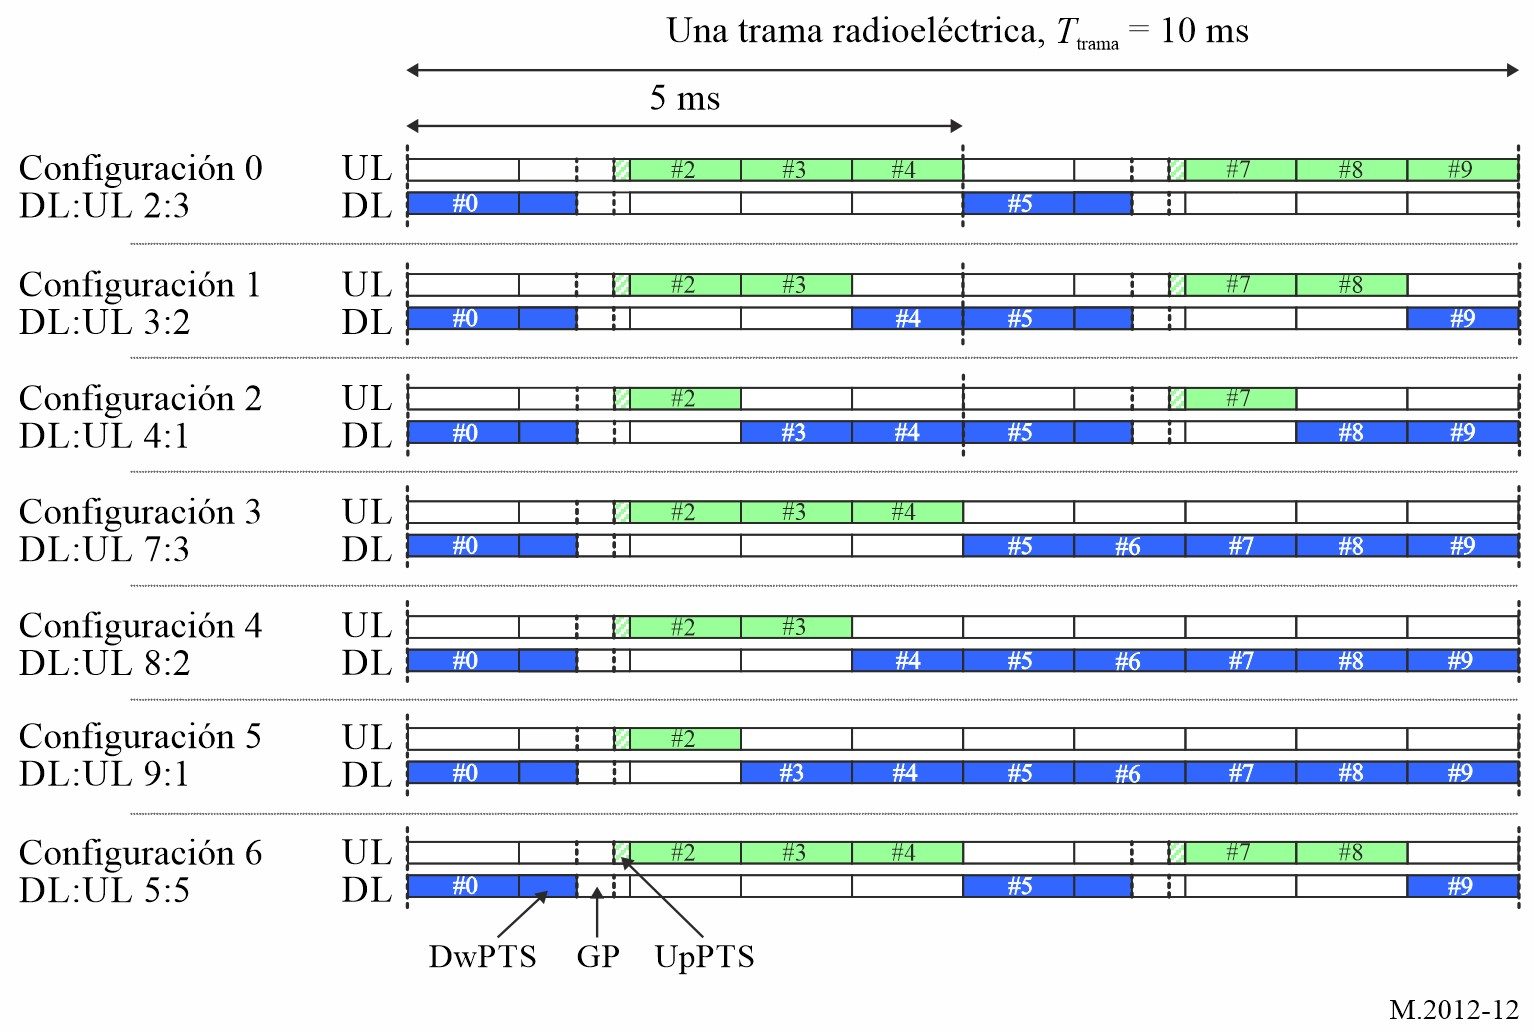 Una trama radioeléctrica, Ttrama = 10 ms
5 ms
Configuración 0 UL #2 #3 #4 #7 #8 #9
DL:UL 2:3 DL #0 #5
Configuración 1 UL #2 #3 #7 #8
DL:UL 3:2 DL #0 #4 #5 #9
Configuración 2 UL #2 #7
DL:UL 4:1 DL #0 #3 #4 #5 #8 #9
Configuración 3 UL #2 #3 #4
DL:UL 7:3 DL #0 #5 #6 #7 #8 #9
Configuración 4 UL #2 #3
DL:UL 8:2 DL #0 #4 #5 #6 #7 #8 #9
Configuración 5 UL #2
DL:UL 9:1 DL #0 #3 #4 #5 #6 #7 #8 #9
Configuración 6 UL #2 #3 #4 #7 #8
DL:UL 5:5 DL #0 #5 #9
DwPTS GP UpPTS
M.2012-12